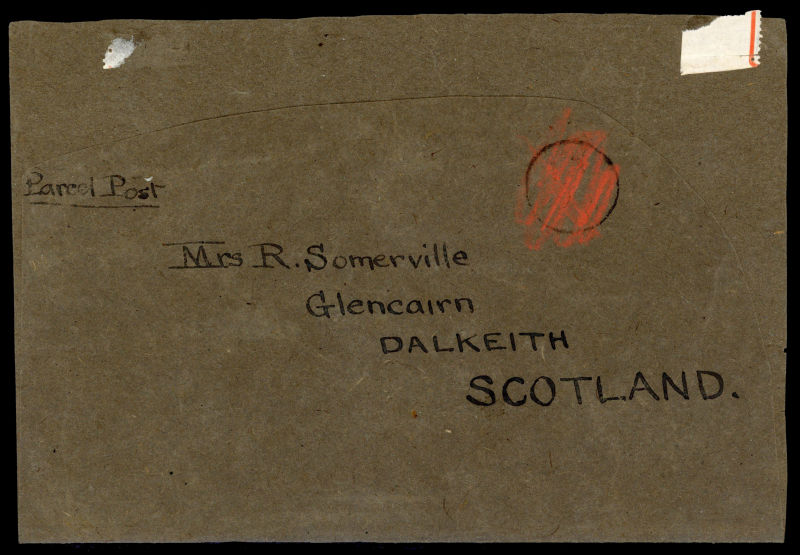 Parcel Post
Mrs R. Somerville
Glencairn
DALKEITH
SCOTLAND.